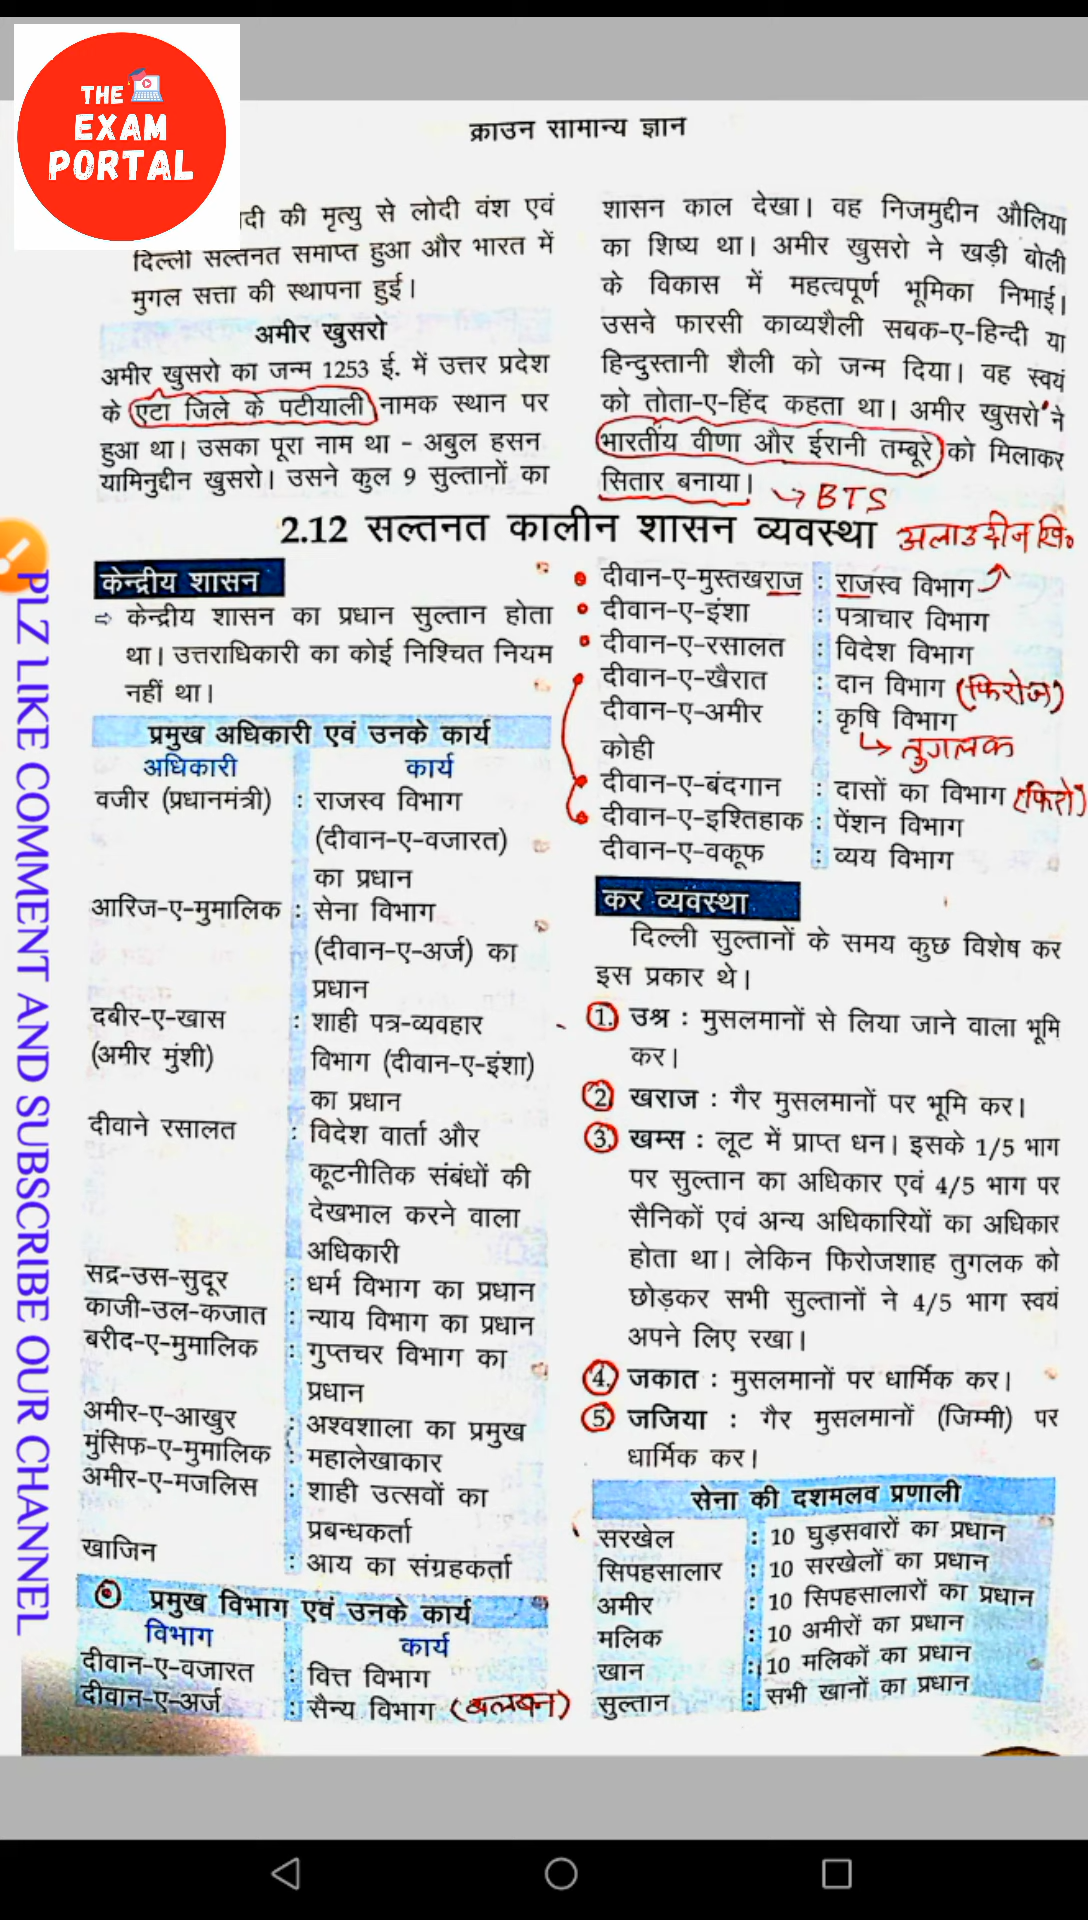 THE
EXAM
PORTAL
क्राउन सामान्य ज्ञान
दी की मृत्यु से लोदी वंश एवं
दिल्ली सल्तनत समाप्त हुआ और भारत में
मुगल सत्ता की स्थापना हुई।
अमीर खुसरो
अमीर खुसरो का जन्म 1253 ई. में उत्तर प्रदेश
के एटा जिले के पटीयाली नामक स्थान पर
हुआ था। उसका पूरा नाम था - अबुल हसन
यामिनुद्दीन खुसरो। उसने कुल 9 सुल्तानों का
शासन काल देखा। वह निजमुद्दीन औलिया
का शिष्य था। अमीर खुसरो ने खड़ी बोली
के विकास में महत्वपूर्ण भूमिका निभाई।
उसने फारसी काव्यशैली सबक-ए-हिन्दी या
हिन्दुस्तानी शैली को जन्म दिया। वह स्वयं
को तोता-ए-हिंद कहता था। अमीर खुसरो ने
भारतीय वीणा और ईरानी तम्बूरे को मिलाकर
सितार बनाया। → BTS
2.12 सल्तनत कालीन शासन व्यवस्था अलाउद्दीन खि०
केन्द्रीय शासन
⇨ केन्द्रीय शासन का प्रधान सुल्तान होता
था। उत्तराधिकारी का कोई निश्चित नियम
नहीं था।
प्रमुख अधिकारी एवं उनके कार्य
अधिकारी कार्य
वजीर (प्रधानमंत्री) : राजस्व विभाग
(दीवान-ए-वजारत)
का प्रधान
आरिज-ए-मुमालिक : सेना विभाग
(दीवान-ए-अर्ज) का
प्रधान
दबीर-ए-खास : शाही पत्र-व्यवहार
(अमीर मुंशी) विभाग (दीवान-ए-इंशा)
का प्रधान
दीवाने रसालत : विदेश वार्ता और
कूटनीतिक संबंधों की
देखभाल करने वाला
अधिकारी
सद्र-उस-सुदूर : धर्म विभाग का प्रधान
काजी-उल-कजात : न्याय विभाग का प्रधान
बरीद-ए-मुमालिक : गुप्तचर विभाग का
प्रधान
अमीर-ए-आखुर : अश्वशाला का प्रमुख
मुंसिफ-ए-मुमालिक : महालेखाकार
अमीर-ए-मजलिस : शाही उत्सवों का
प्रबन्धकर्ता
खाजिन : आय का संग्रहकर्ता
प्रमुख विभाग एवं उनके कार्य
विभाग कार्य
दीवान-ए-वजारत : वित्त विभाग
दीवान-ए-अर्ज : सैन्य विभाग (बलबन)
दीवान-ए-मुस्तखराज : राजस्व विभाग
दीवान-ए-इंशा : पत्राचार विभाग
दीवान-ए-रसालत : विदेश विभाग
दीवान-ए-खैरात : दान विभाग (फिरोज)
दीवान-ए-अमीर : कृषि विभाग
कोही → तुगलक
दीवान-ए-बंदगान : दासों का विभाग (फिरो)
दीवान-ए-इश्तिहाक : पेंशन विभाग
दीवान-ए-वकूफ : व्यय विभाग
कर व्यवस्था
दिल्ली सुल्तानों के समय कुछ विशेष कर
इस प्रकार थे।
1. उश्र : मुसलमानों से लिया जाने वाला भूमि
कर।
2. खराज : गैर मुसलमानों पर भूमि कर।
3. खम्स : लूट में प्राप्त धन। इसके 1/5 भाग
पर सुल्तान का अधिकार एवं 4/5 भाग पर
सैनिकों एवं अन्य अधिकारियों का अधिकार
होता था। लेकिन फिरोजशाह तुगलक को
छोड़कर सभी सुल्तानों ने 4/5 भाग स्वयं
अपने लिए रखा।
4. जकात : मुसलमानों पर धार्मिक कर।
5. जजिया : गैर मुसलमानों (जिम्मी) पर
धार्मिक कर।
सेना की दशमलव प्रणाली
सरखेल : 10 घुड़सवारों का प्रधान
सिपहसालार : 10 सरखेलों का प्रधान
अमीर : 10 सिपहसालारों का प्रधान
मलिक : 10 अमीरों का प्रधान
खान : 10 मलिकों का प्रधान
सुल्तान : सभी खानों का प्रधान
PLZ LIKE COMMENT AND SUBSCRIBE OUR CHANNEL